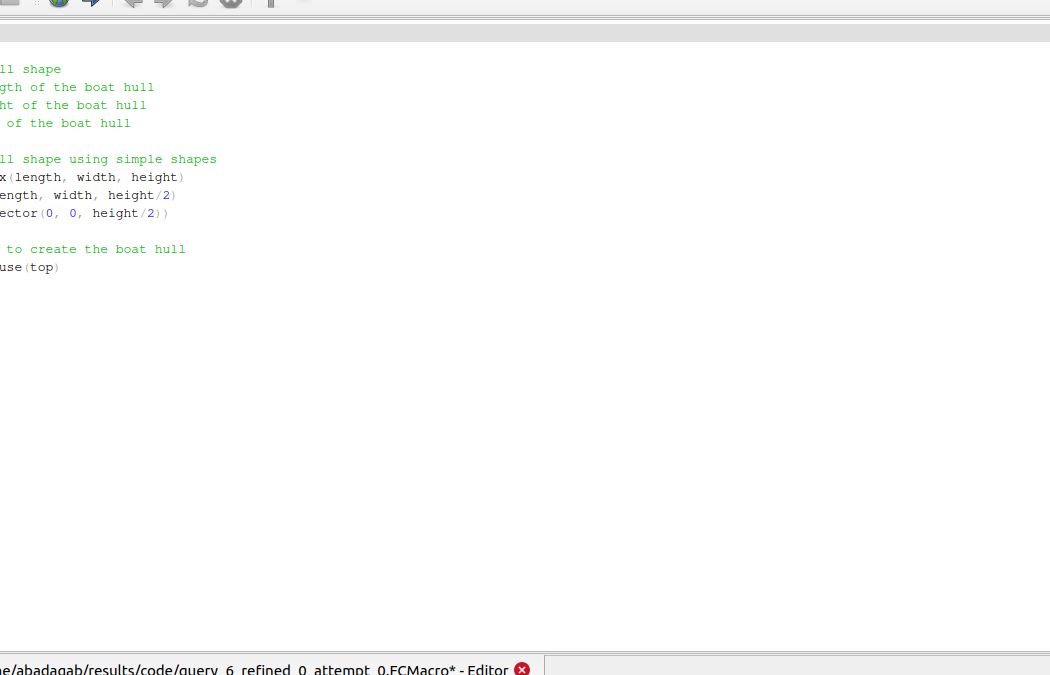 ll shape
gth of the boat hull
ht of the boat hull
of the boat hull
ll shape using simple shapes
x(length, width, height)
ength, width, height/2)
ector(0, 0, height/2))
to create the boat hull
use(top)
e/abadagab/results/code/query_6_refined_0_attempt_0.FCMacro* - Editor